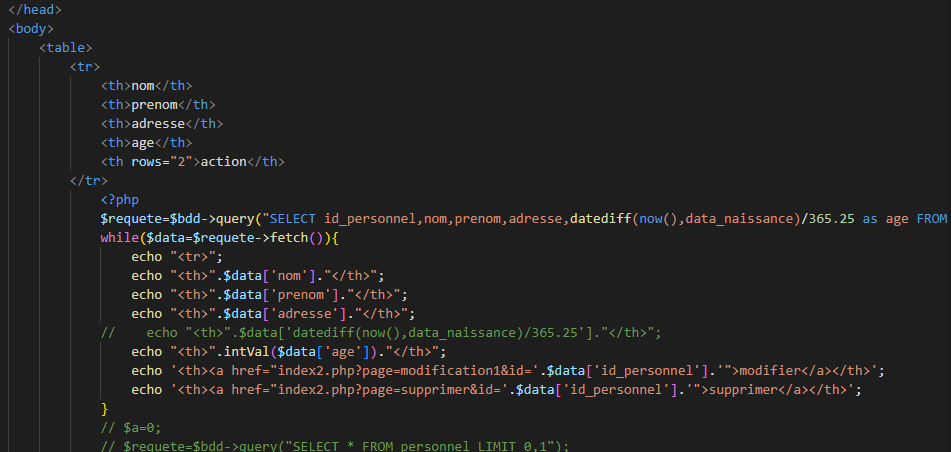 </head>
<body>
<table>
<tr>
<th>nom</th>
<th>prenom</th>
<th>adresse</th>
<th>age</th>
<th rows="2">action</th>
</tr>
<?php
$requete=$bdd->query("SELECT id_personnel,nom,prenom,adresse,datediff(now(),data_naissance)/365.25 as age FROM
while($data=$requete->fetch()){
echo "<tr>";
echo "<th>".$data['nom']."</th>";
echo "<th>".$data['prenom']."</th>";
echo "<th>".$data['adresse']."</th>";
//    echo "<th>".$data['datediff(now(),data_naissance)/365.25']."</th>";
echo "<th>".intVal($data['age'])."</th>";
echo '<th><a href="index2.php?page=modification1&id='.$data['id_personnel'].'">modifier</a></th>';
echo '<th><a href="index2.php?page=supprimer&id='.$data['id_personnel'].'">supprimer</a></th>';
}
// $a=0;
// $requete=$bdd->query("SELECT * FROM personnel LIMIT 0,1");